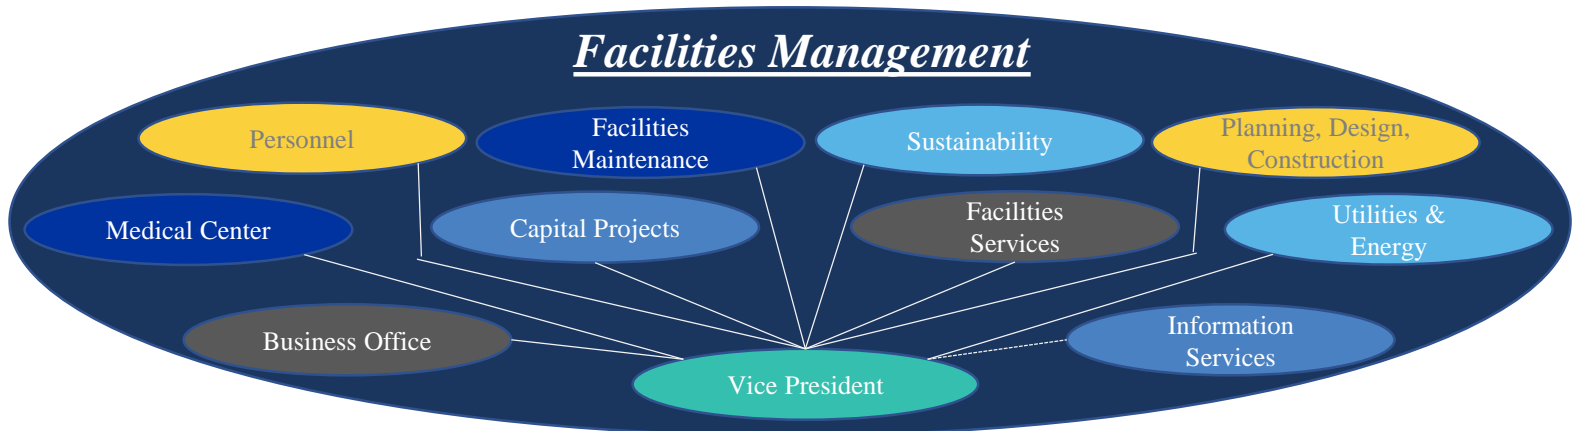 Facilities Management
Personnel
Facilities
Maintenance
Sustainability
Planning, Design,
Construction
Medical Center
Capital Projects
Facilities
Services
Utilities &
Energy
Business Office
Information
Services
Vice President